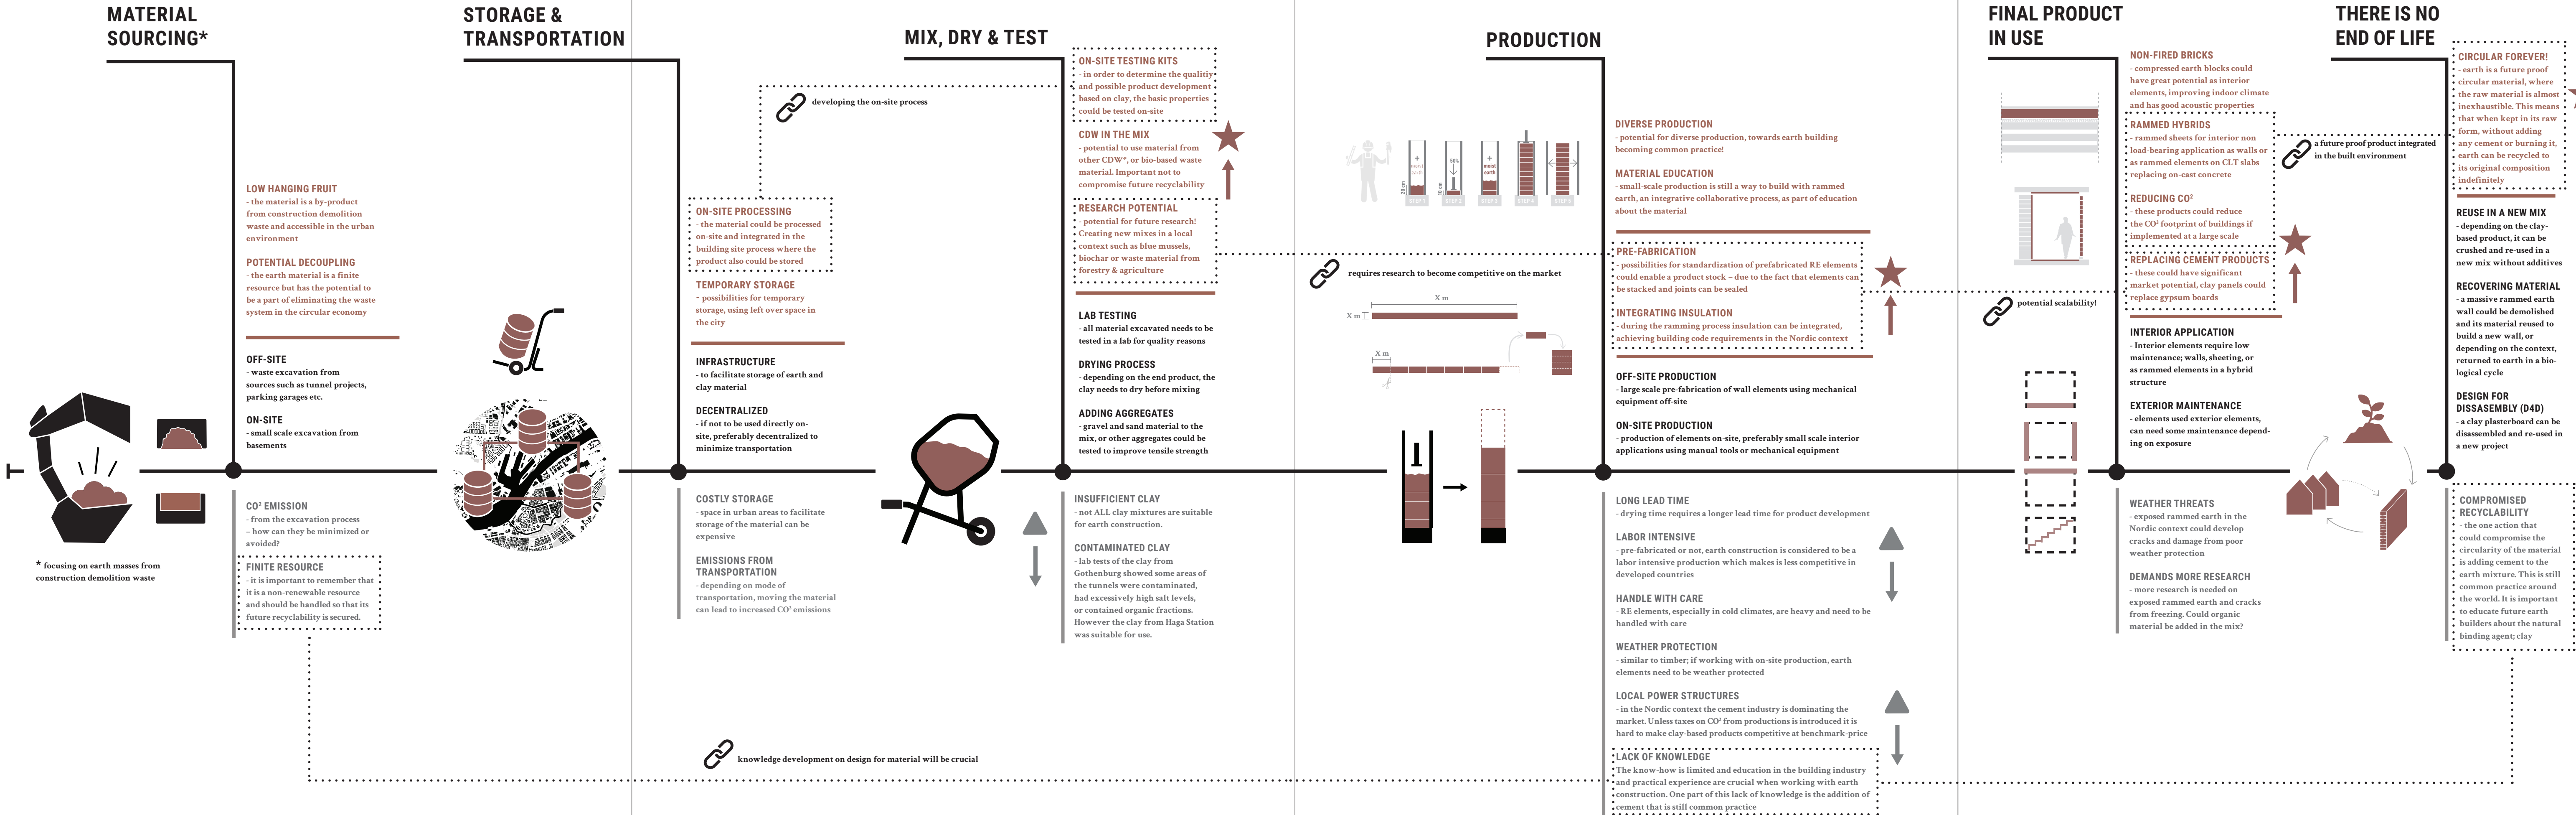 MATERIAL
SOURCING*
LOW HANGING FRUIT
- the material is a by-product
from construction demolition
waste and accessible in the urban
environment
POTENTIAL DECOUPLING
- the earth material is a finite
resource but has the potential to
be a part of eliminating the waste
system in the circular economy
OFF-SITE
- waste excavation from
sources such as tunnel projects,
parking garages etc.
ON-SITE
- small scale excavation from
basements
CO² EMISSION
- from the excavation process
– how can they be minimized or
avoided?
FINITE RESOURCE
- it is important to remember that
it is a non-renewable resource
and should be handled so that its
future recyclability is secured.
* focusing on earth masses from
construction demolition waste
STORAGE &
TRANSPORTATION
ON-SITE PROCESSING
- the material could be processed
on-site and integrated in the
building site process where the
product also could be stored
TEMPORARY STORAGE
- possibilities for temporary
storage, using left over space in
the city
INFRASTRUCTURE
- to facilitate storage of earth and
clay material
DECENTRALIZED
- if not to be used directly on-
site, preferably decentralized to
minimize transportation
COSTLY STORAGE
- space in urban areas to facilitate
storage of the material can be
expensive
EMISSIONS FROM
TRANSPORTATION
- depending on mode of
transportation, moving the material
can lead to increased CO² emissions
developing the on-site process
knowledge development on design for material will be crucial
MIX, DRY & TEST
ON-SITE TESTING KITS
- in order to determine the qualitiy
and possible product development
based on clay, the basic properties
could be tested on-site
CDW IN THE MIX
- potential to use material from
other CDW*, or bio-based waste
material. Important not to
compromise future recyclability
RESEARCH POTENTIAL
- potential for future research!
Creating new mixes in a local
context such as blue mussels,
biochar or waste material from
forestry & agriculture
LAB TESTING
- all material excavated needs to be
tested in a lab for quality reasons
DRYING PROCESS
- depending on the end product, the
clay needs to dry before mixing
ADDING AGGREGATES
- gravel and sand material to the
mix, or other aggregates could be
tested to improve tensile strength
INSUFFICIENT CLAY
- not ALL clay mixtures are suitable
for earth construction.
CONTAMINATED CLAY
- lab tests of the clay from
Gothenburg showed some areas of
the tunnels were contaminated,
had excessively high salt levels,
or contained organic fractions.
However the clay from Haga Station
was suitable for use.
requires research to become competitive on the market
PRODUCTION
+
moist
earth
50%
+
moist
earth
STEP 1
STEP 2
STEP 3
STEP 4
STEP 5
X m
X m
X m
DIVERSE PRODUCTION
- potential for diverse production, towards earth building
becoming common practice!
MATERIAL EDUCATION
- small-scale production is still a way to build with rammed
earth, an integrative collaborative process, as part of education
about the material
PRE-FABRICATION
- possibilities for standardization of prefabricated RE elements
could enable a product stock – due to the fact that elements can
be stacked and joints can be sealed
INTEGRATING INSULATION
- during the ramming process insulation can be integrated,
achieving building code requirements in the Nordic context
OFF-SITE PRODUCTION
- large scale pre-fabrication of wall elements using mechanical
equipment off-site
ON-SITE PRODUCTION
- production of elements on-site, preferably small scale interior
applications using manual tools or mechanical equipment
LONG LEAD TIME
- drying time requires a longer lead time for product development
LABOR INTENSIVE
- pre-fabricated or not, earth construction is considered to be a
labor intensive production which makes is less competitive in
developed countries
HANDLE WITH CARE
- RE elements, especially in cold climates, are heavy and need to be
handled with care
WEATHER PROTECTION
- similar to timber; if working with on-site production, earth
elements need to be weather protected
LOCAL POWER STRUCTURES
- in the Nordic context the cement industry is dominating the
market. Unless taxes on CO² from productions is introduced it is
hard to make clay-based products competitive at benchmark-price
LACK OF KNOWLEDGE
The know-how is limited and education in the building industry
and practical experience are crucial when working with earth
construction. One part of this lack of knowledge is the addition of
cement that is still common practice
potential scalability!
FINAL PRODUCT
IN USE
NON-FIRED BRICKS
- compressed earth blocks could
have great potential as interior
elements, improving indoor climate
and has good acoustic properties
RAMMED HYBRIDS
- rammed sheets for interior non
load-bearing application as walls or
as rammed elements on CLT slabs
replacing on-cast concrete
REDUCING CO²
- these products could reduce
the CO² footprint of buildings if
implemented at a large scale
REPLACING CEMENT PRODUCTS
- these could have significant
market potential, clay panels could
replace gypsum boards
INTERIOR APPLICATION
- Interior elements require low
maintenance; walls, sheeting, or
as rammed elements in a hybrid
structure
EXTERIOR MAINTENANCE
- elements used exterior elements,
can need some maintenance depend-
ing on exposure
WEATHER THREATS
- exposed rammed earth in the
Nordic context could develop
cracks and damage from poor
weather protection
DEMANDS MORE RESEARCH
- more research is needed on
exposed rammed earth and cracks
from freezing. Could organic
material be added in the mix?
a future proof product integrated
in the built environment
THERE IS NO
END OF LIFE
CIRCULAR FOREVER!
- earth is a future proof
circular material, where
the raw material is almost
inexhaustible. This means
that when kept in its raw
form, without adding
any cement or burning it,
earth can be recycled to
its original composition
indefinitely
REUSE IN A NEW MIX
- depending on the clay-
based product, it can be
crushed and re-used in a
new mix without additives
RECOVERING MATERIAL
- a massive rammed earth
wall could be demolished
and its material reused to
build a new wall, or
depending on the context,
returned to earth in a bio-
logical cycle
DESIGN FOR
DISSASEMBLY (D4D)
- a clay plasterboard can be
disassembled and re-used in
a new project
COMPROMISED
RECYCLABILITY
- the one action that
could compromise the
circularity of the material
is adding cement to the
earth mixture. This is still
common practice around
the world. It is important
to educate future earth
builders about the natural
binding agent; clay